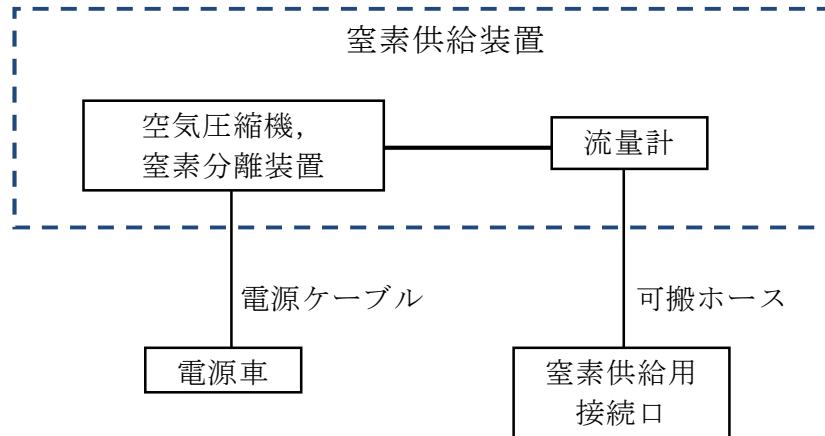 窒素供給装置
空気圧縮機,
窒素分離装置
流量計
電源ケーブル
可搬ホース
電源車
窒素供給用
接続口